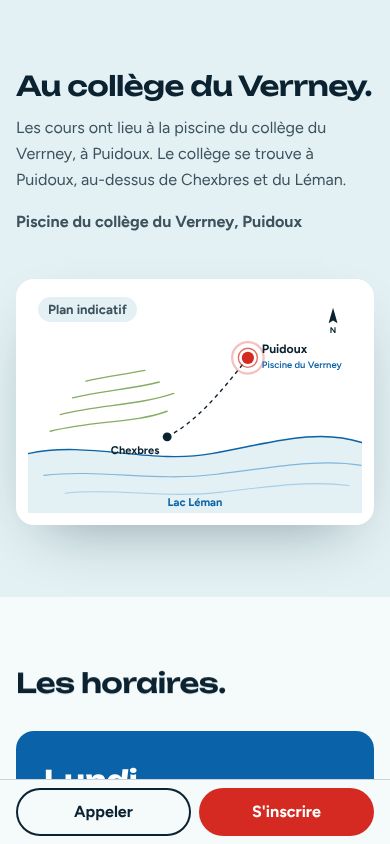 Au collège du Verrney.
Les cours ont lieu à la piscine du collège du
Verrney, à Puidoux. Le collège se trouve à
Puidoux, au-dessus de Chexbres et du Léman.
Piscine du collège du Verrney, Puidoux
Plan indicatif
N
Puidoux
Piscine du Verrney
Chexbres
Lac Léman
Les horaires.
Lundi
Appeler
S'inscrire